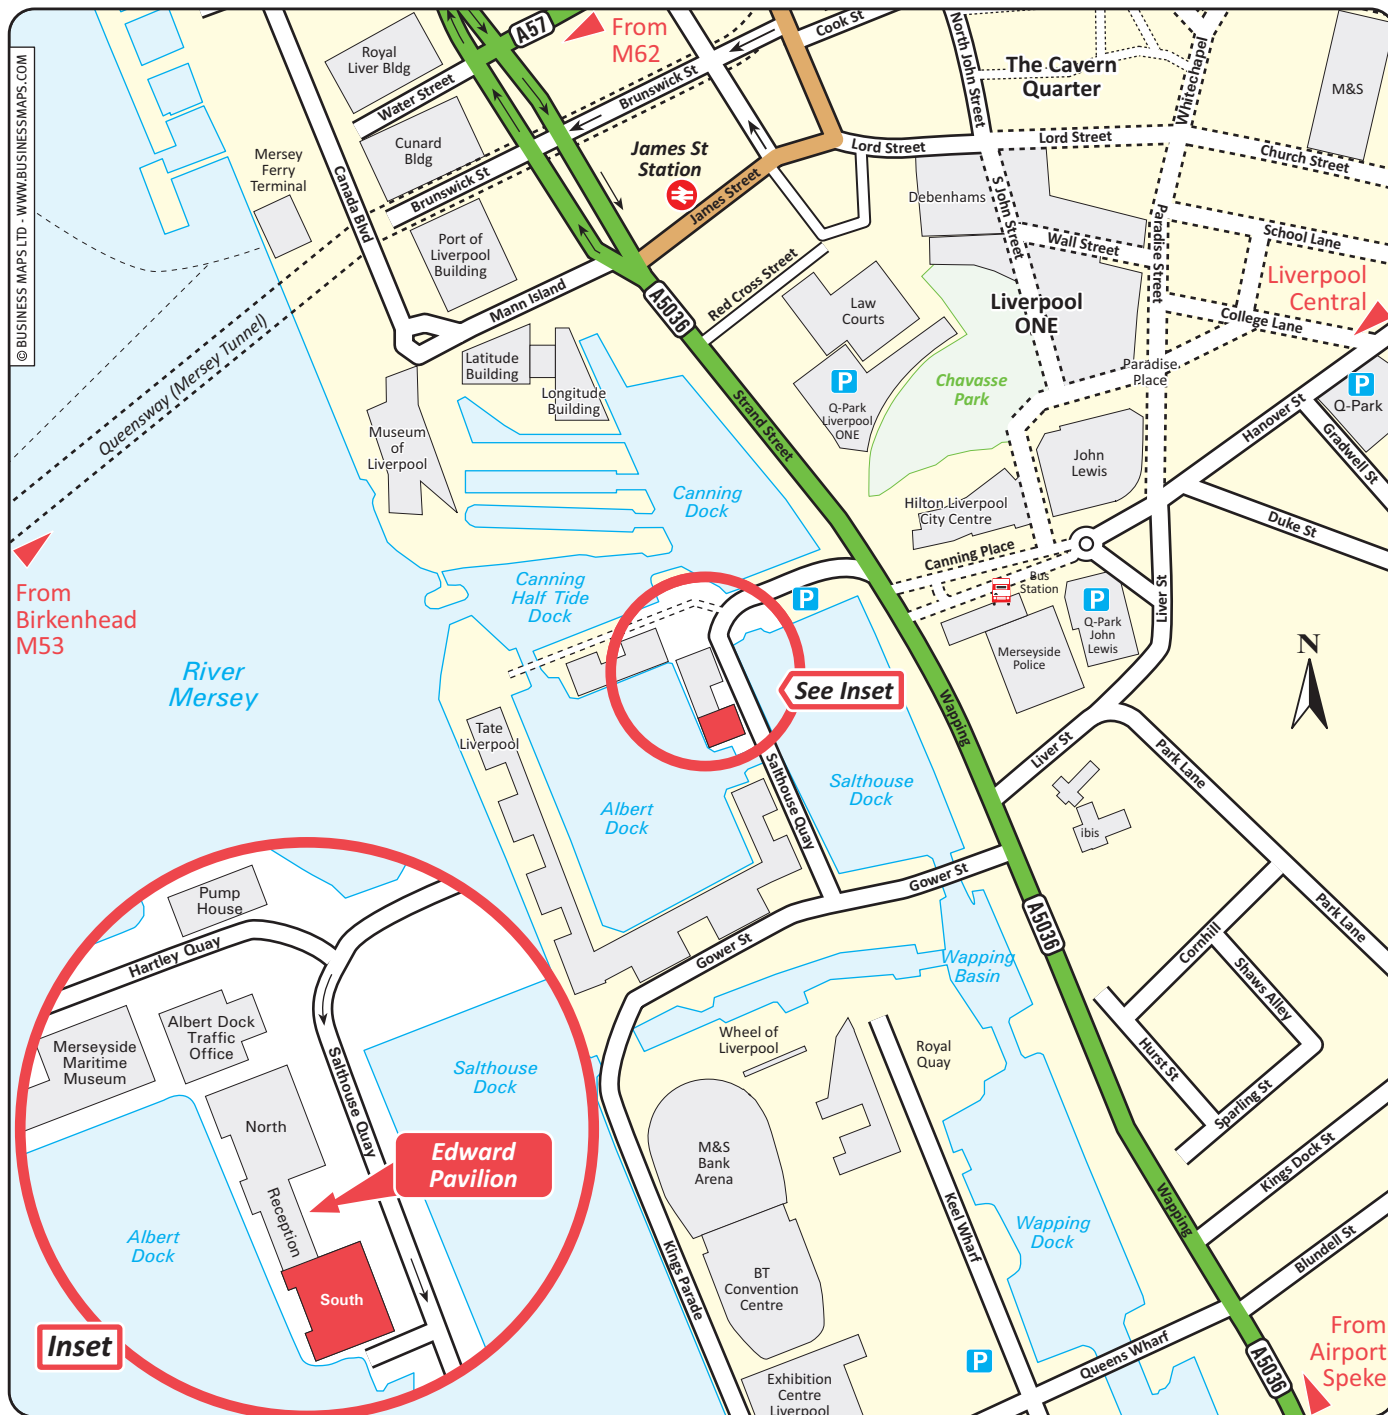 © BUSINESS MAPS LTD - WWW.BUSINESSMAPS.COM
A57
From
M62
Cook St
North John Street
The Cavern
Quarter
Whitechapel
M&S
Royal
Liver Bldg
Water Street
Brunswick St
Cunard
Bldg
James St
Station
Lord Street
Lord Street
Church Street
Mersey
Ferry
Terminal
Canada Blvd
Brunswick St
James Street
Debenhams
S John Street
Wall Street
Paradise Street
School Lane
Port of
Liverpool
Building
Mann Island
A5036
Red Cross Street
Law
Courts
Liverpool
ONE
Liverpool
Central
College Lane
Queensway (Mersey Tunnel)
Latitude
Building
Longitude
Building
Strand Street
P
Q-Park
Liverpool
ONE
Chavasse
Park
Paradise
Place
P
Q-Park
Hanover St
Gradwell St
Museum
of
Liverpool
John
Lewis
Canning
Dock
Hilton Liverpool
City Centre
Duke St
Canning Place
From
Birkenhead
M53
Canning
Half Tide
Dock
P
Bus
Station
P
Q-Park
John
Lewis
Liver St
Merseyside
Police
River
Mersey
See Inset
N
Tate
Liverpool
Wapping
Liver St
Park Lane
Salthouse Quay
Salthouse
Dock
Albert
Dock
ibis
Gower St
Gower St
A5036
Park Lane
Cornhill
Shaws Alley
Wapping
Basin
Pump
House
Hartley Quay
Albert Dock
Traffic
Office
Merseyside
Maritime
Museum
Salthouse Quay
Salthouse
Dock
Wheel of
Liverpool
Royal
Quay
Hurst St
Sparling St
North
Edward
Pavilion
Reception
M&S
Bank
Arena
Kings Dock St
Albert
Dock
Keel Wharf
Wapping
Dock
Wapping
Blundell St
South
Kings Parade
BT
Convention
Centre
Inset
P
Queens Wharf
From
Airport
Speke
A5036
Exhibition
Centre
Liverpool